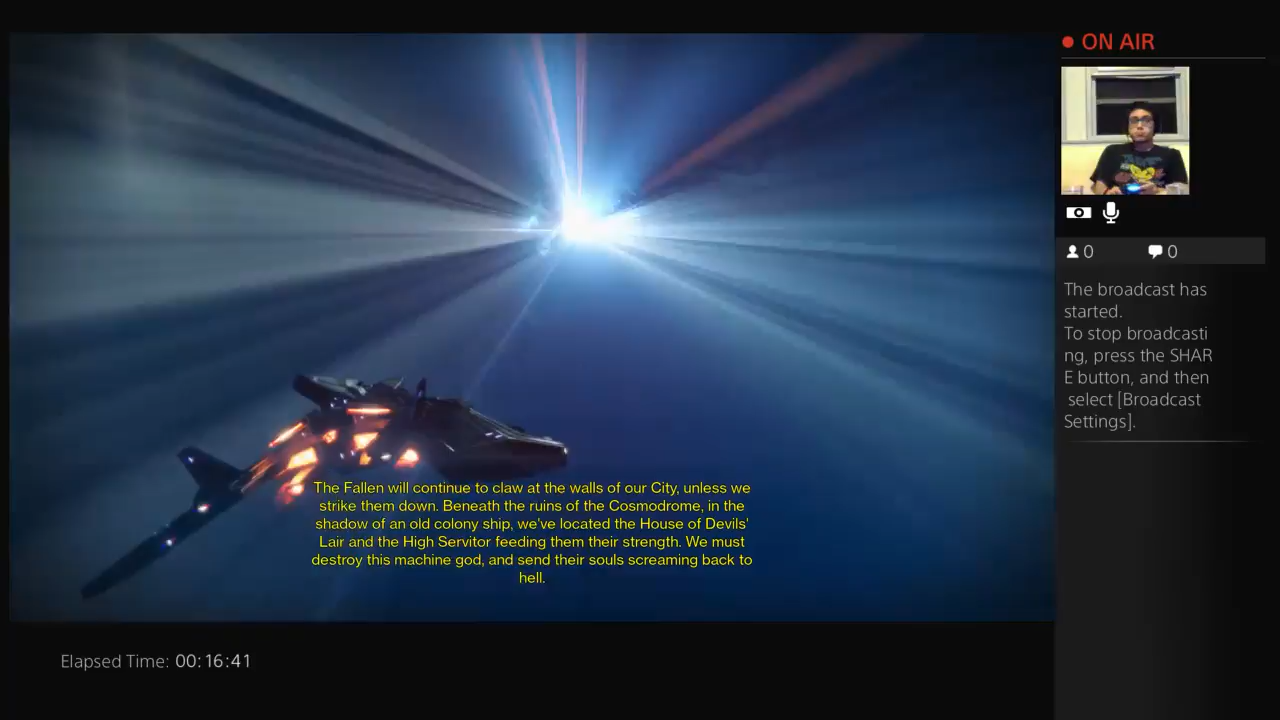 ON AIR
0 0
The broadcast has
started.
To stop broadcasti
ng, press the SHAR
E button, and then
select [Broadcast
Settings].
The Fallen will continue to claw at the walls of our City, unless we
strike them down. Beneath the ruins of the Cosmodrome, in the
shadow of an old colony ship, we've located the House of Devils'
Lair and the High Servitor feeding them their strength. We must
destroy this machine god, and send their souls screaming back to
hell.
Elapsed Time: 00:16:41